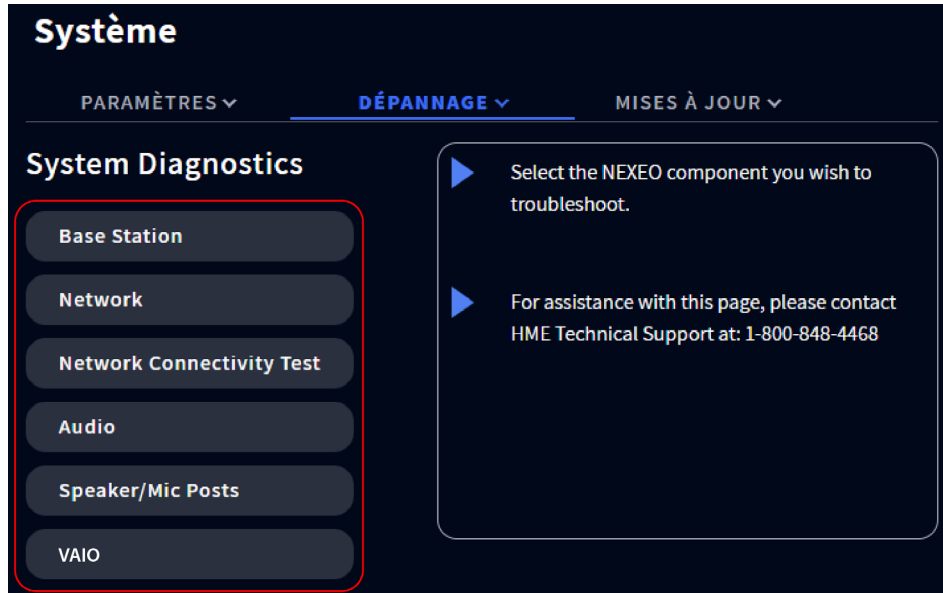 Système
PARAMÈTRES
DÉPANNAGE
MISES À JOUR
System Diagnostics
Base Station
Network
Network Connectivity Test
Audio
Speaker/Mic Posts
VAIO
Select the NEXEO component you wish to
troubleshoot.
For assistance with this page, please contact
HME Technical Support at: 1-800-848-4468